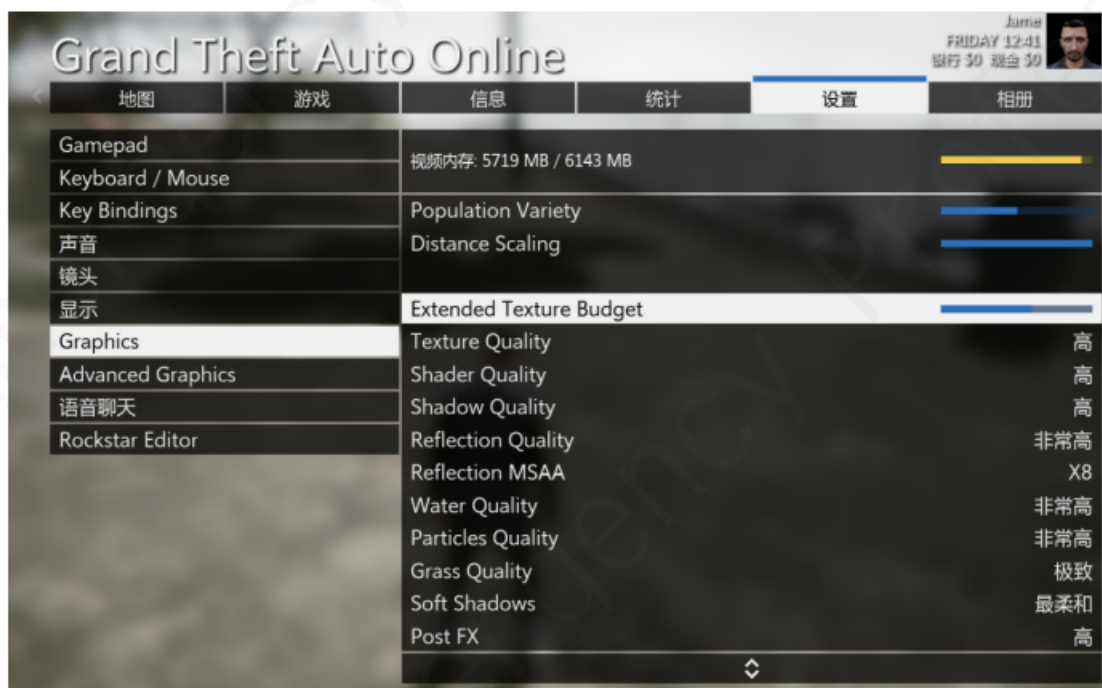 Jame
Grand Theft Auto Online
FRIDAY 12:41
银行 $0 现金 $0
地图 游戏 信息 统计 设置 相册
Gamepad
视频内存: 5719 MB / 6143 MB
Keyboard / Mouse
Key Bindings
Population Variety
声音
Distance Scaling
镜头
显示
Extended Texture Budget
Graphics
Texture Quality 高
Advanced Graphics
Shader Quality 高
语音聊天
Shadow Quality 高
Rockstar Editor
Reflection Quality 非常高
Reflection MSAA X8
Water Quality 非常高
Particles Quality 非常高
Grass Quality 极致
Soft Shadows 最柔和
Post FX 高